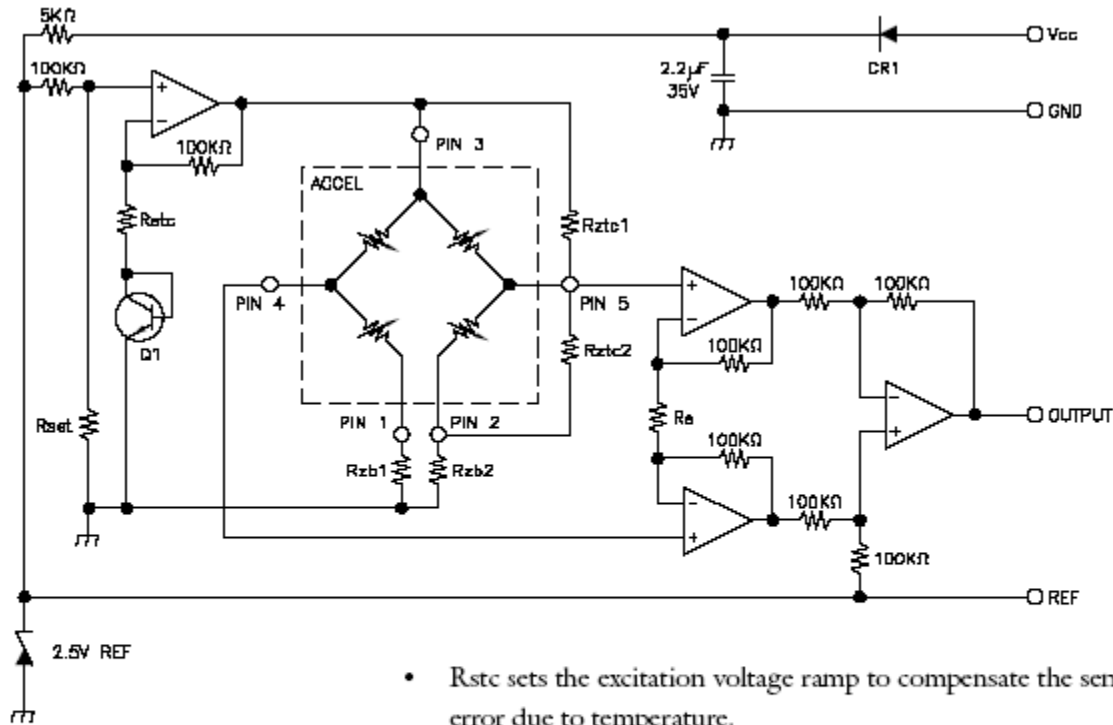 5KΩ
Vcc
100KΩ
CR1
2.2µF
35V
GND
100KΩ
PIN 3
ACCEL
Rstc
Rztc1
PIN 4
PIN 5
100KΩ
100KΩ
Q1
Rztc2
100KΩ
Rset
PIN 1
PIN 2
OUTPUT
Rzb1
Rzb2
100KΩ
100KΩ
100KΩ
REF
2.5V REF
• Rstc sets the excitation voltage ramp to compensate the sen
error due to temperature.